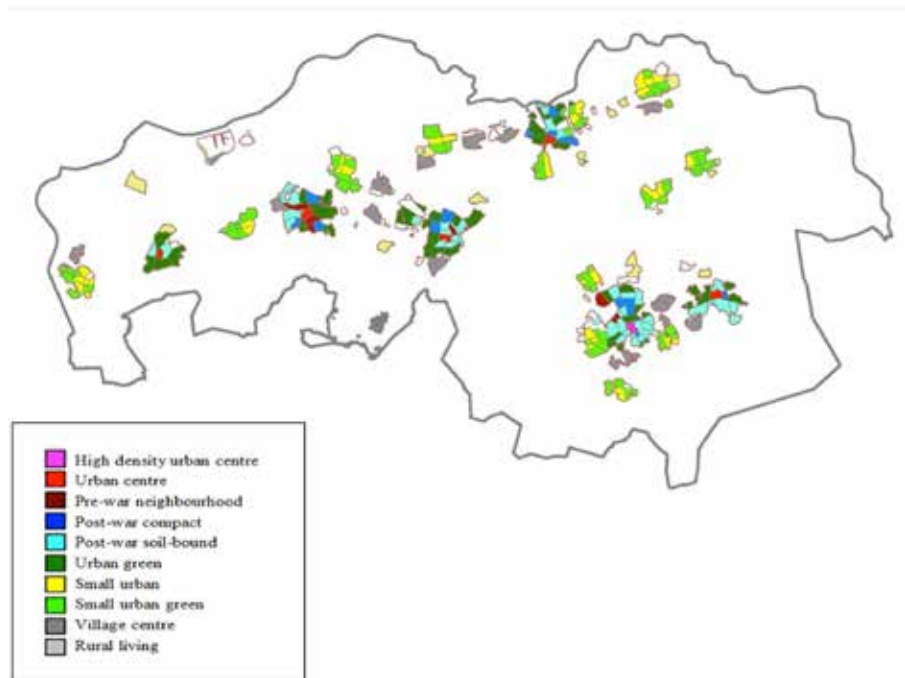 High density urban centre
Urban centre
Pre-war neighbourhood
Post-war compact
Post-war soil-bound
Urban green
Small urban
Small urban green
Village centre
Rural living